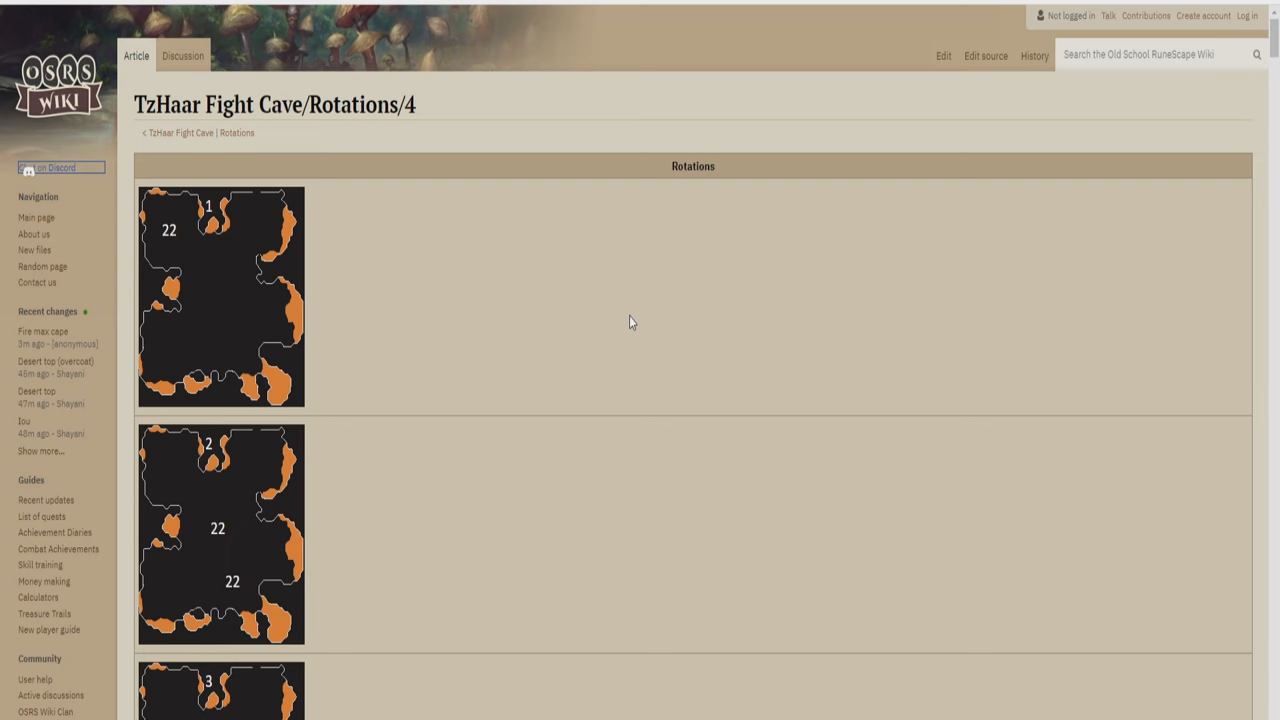 Not logged in Talk Contributions Create account Log in
OSRS
WIKI
Article Discussion Edit Edit source History Search the Old School RuneScape Wiki
TzHaar Fight Cave/Rotations/4
< TzHaar Fight Cave | Rotations
Rotations
on Discord
Navigation
Main page
About us
New files
Random page
Contact us
Recent changes
Fire max cape
3m ago - [anonymous]
Desert top (overcoat)
46m ago - Shayani
Desert top
47m ago - Shayani
Iou
48m ago - Shayani
Show more...
Guides
Recent updates
List of quests
Achievement Diaries
Combat Achievements
Skill training
Money making
Calculators
Treasure Trails
New player guide
Community
User help
Active discussions
OSRS Wiki Clan
1
22
2
22
22
3